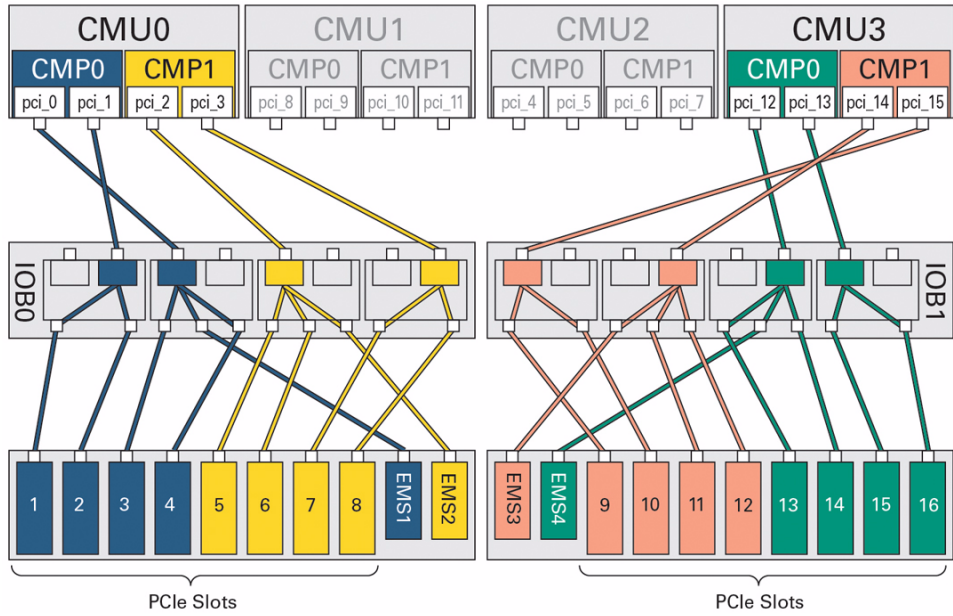 CMU0 CMU1 CMU2 CMU3
CMP0 CMP1 CMP0 CMP1 CMP0 CMP1 CMP0 CMP1
pci_0 pci_1 pci_2 pci_3 pci_8 pci_9 pci_10 pci_11 pci_4 pci_5 pci_6 pci_7 pci_12 pci_13 pci_14 pci_15
IOB0 IOB1
1 2 3 4 5 6 7 8 EMS1 EMS2 EMS3 EMS4 9 10 11 12 13 14 15 16
PCIe Slots PCIe Slots